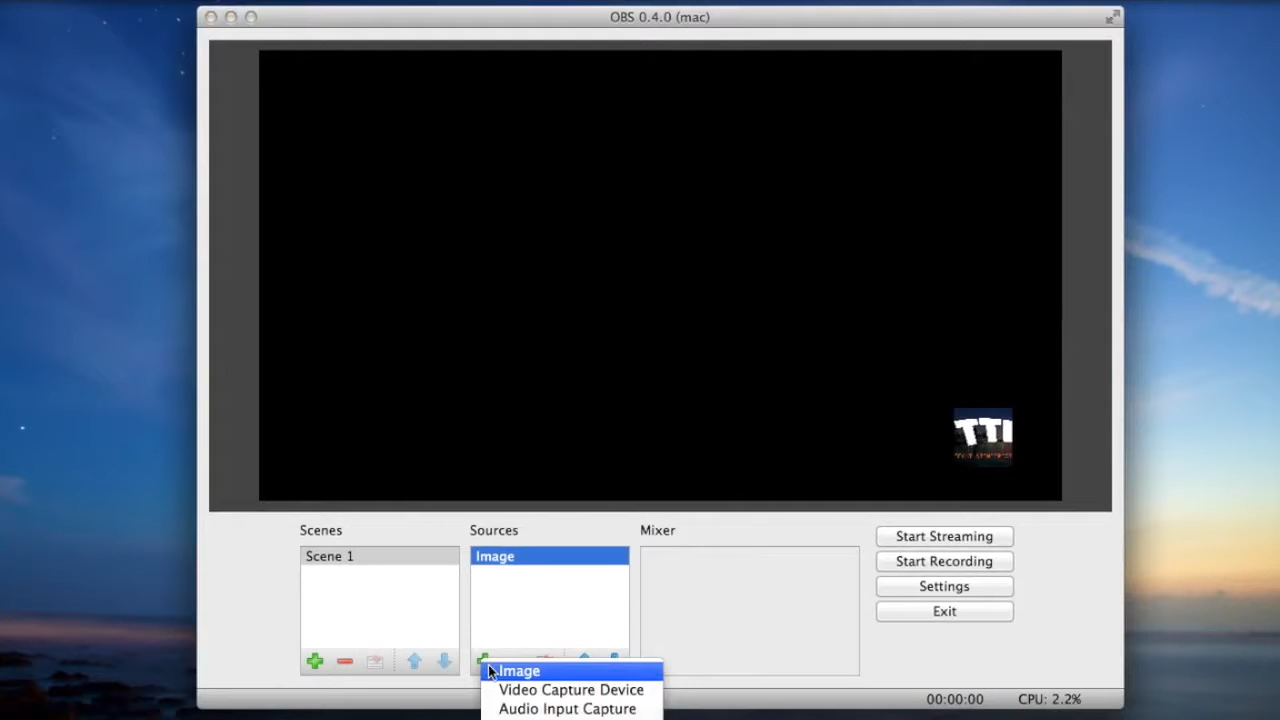 OBS 0.4.0 (mac)
TTI
Scenes
Sources
Mixer
Scene 1
Image
Start Streaming
Start Recording
Settings
Exit
Image
Video Capture Device
Audio Input Capture
00:00:00
CPU: 2.2%